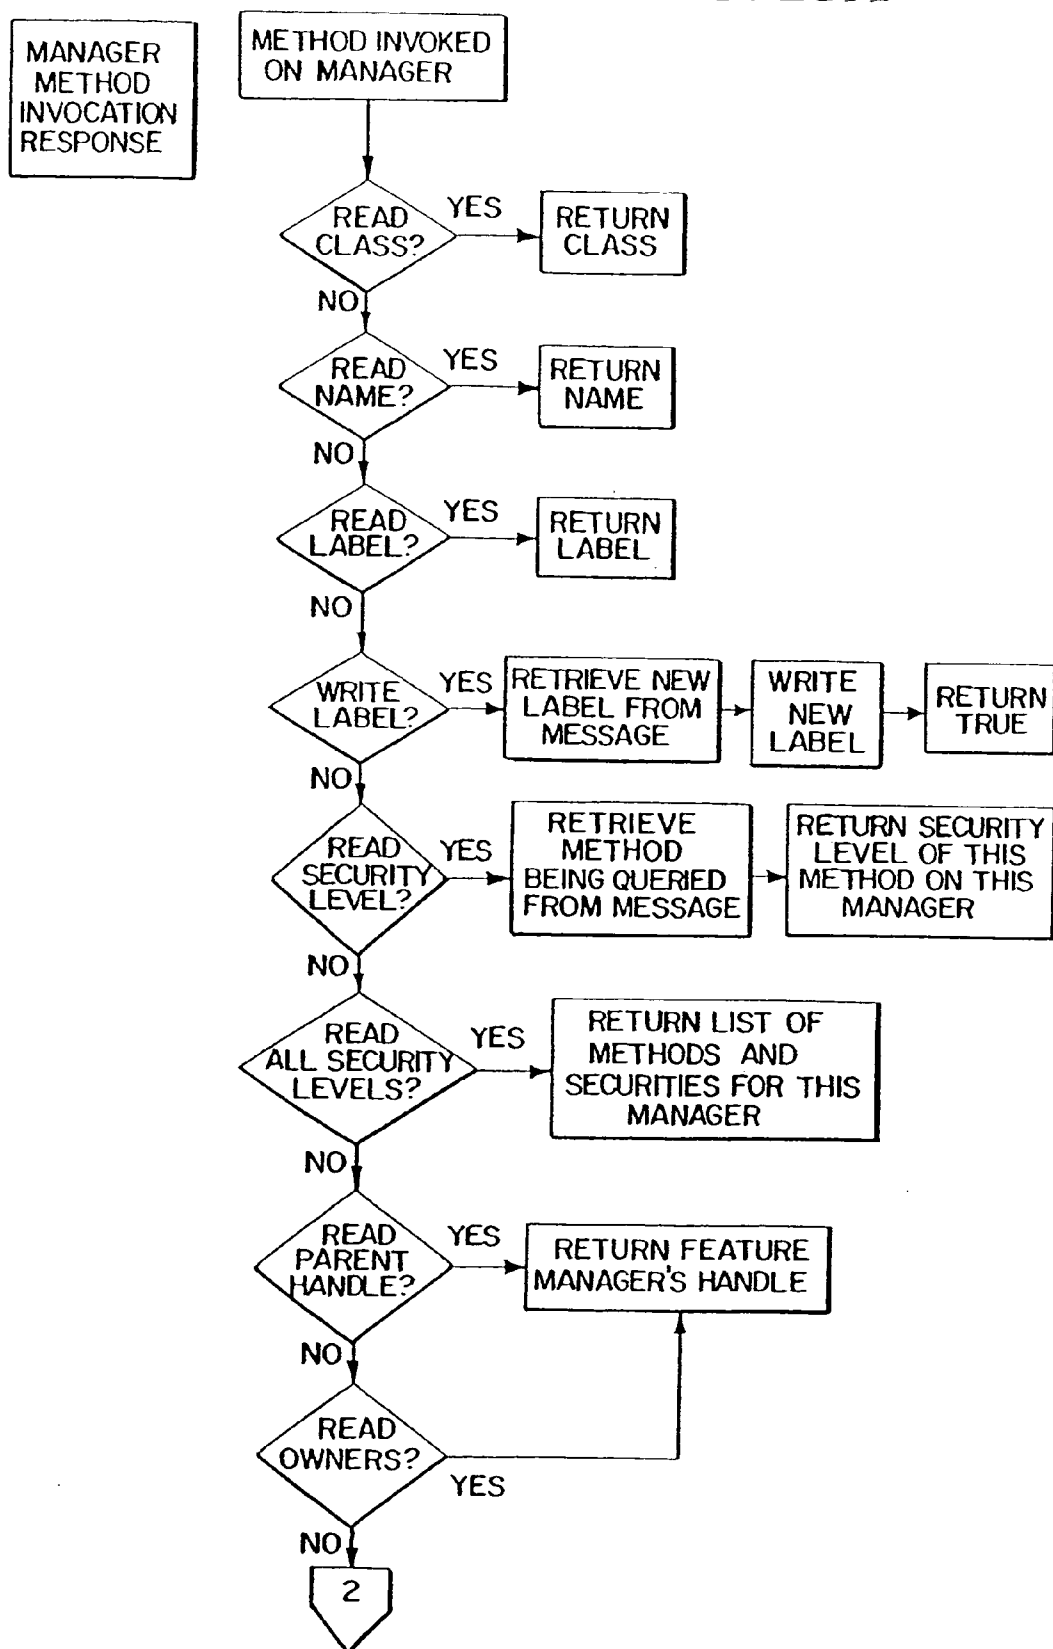 MANAGER
METHOD
INVOCATION
RESPONSE
METHOD INVOKED
ON MANAGER
READ
CLASS?
YES
RETURN
CLASS
NO
READ
NAME?
YES
RETURN
NAME
NO
READ
LABEL?
YES
RETURN
LABEL
NO
WRITE
LABEL?
YES
RETRIEVE NEW
LABEL FROM
MESSAGE
WRITE
NEW
LABEL
RETURN
TRUE
NO
READ
SECURITY
LEVEL?
YES
RETRIEVE
METHOD
BEING QUERIED
FROM MESSAGE
RETURN SECURITY
LEVEL OF THIS
METHOD ON THIS
MANAGER
NO
READ
ALL SECURITY
LEVELS?
YES
RETURN LIST OF
METHODS AND
SECURITIES FOR THIS
MANAGER
NO
READ
PARENT
HANDLE?
YES
RETURN FEATURE
MANAGER'S HANDLE
NO
READ
OWNERS?
YES
NO
2